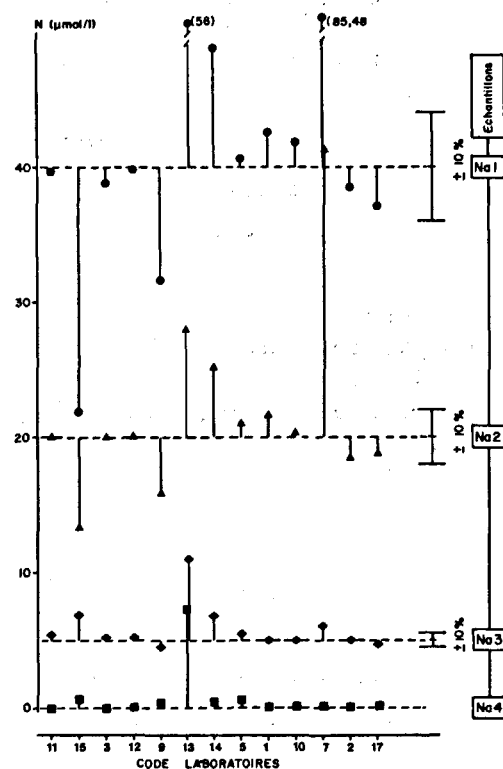 N (µmol/l)
(56)
(85,48
Echantillons
40
± 10 %
Na1
30
20
± 10 %
Na2
10
± 10 %
Na3
0
Na4
11 15 3 12 9 13 14 5 1 10 7 2 17
CODE LABORATOIRES